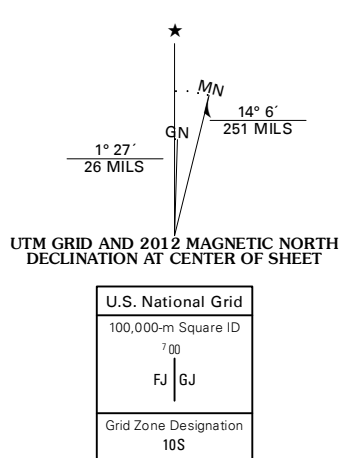 ★
MN
14° 6´
251 MILS
GN
1° 27´
26 MILS
UTM GRID AND 2012 MAGNETIC NORTH
DECLINATION AT CENTER OF SHEET
U.S. National Grid
100,000-m Square ID
7 00
FJ GJ
Grid Zone Designation
10S